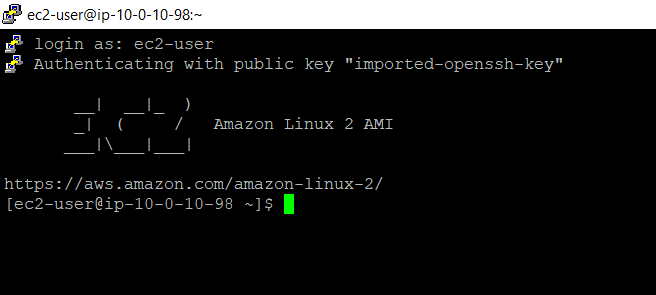 ec2-user@ip-10-0-10-98:~
login as: ec2-user
Authenticating with public key "imported-openssh-key"
       __|  __|_  )
       _|  (     /   Amazon Linux 2 AMI
      ___|\___|___|
https://aws.amazon.com/amazon-linux-2/
[ec2-user@ip-10-0-10-98 ~]$